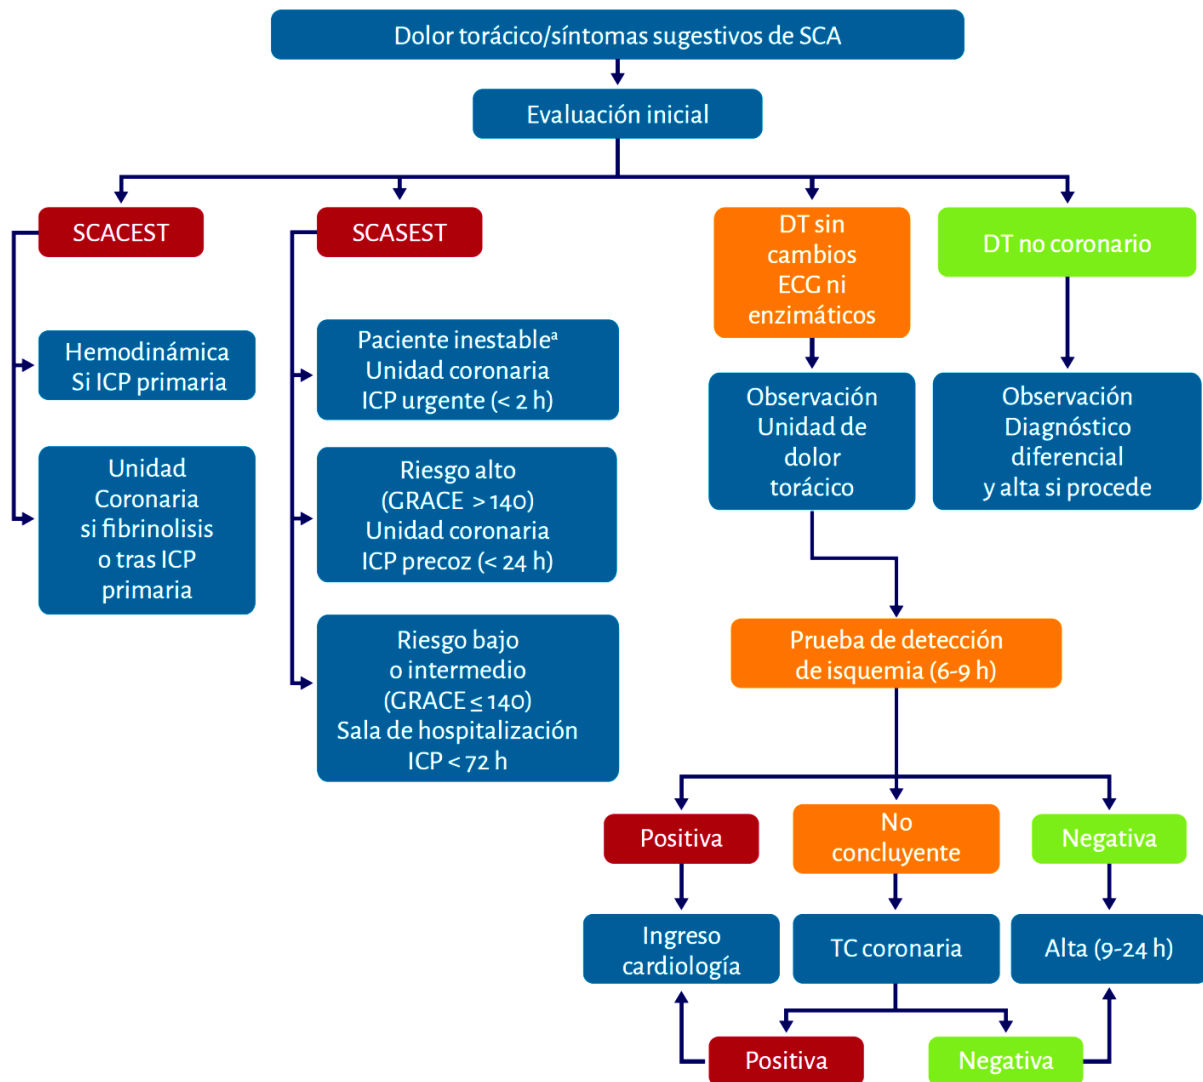 Dolor torácico/síntomas sugestivos de SCA
Evaluación inicial
SCACEST
Hemodinámica
Si ICP primaria
Unidad
Coronaria
si fibrinolisis
o tras ICP
primaria
SCASEST
Paciente inestableᵃ
Unidad coronaria
ICP urgente (< 2 h)
Riesgo alto
(GRACE > 140)
Unidad coronaria
ICP precoz (< 24 h)
Riesgo bajo
o intermedio
(GRACE ≤ 140)
Sala de hospitalización
ICP < 72 h
DT sin
cambios
ECG ni
enzimáticos
Observación
Unidad de
dolor
torácico
DT no coronario
Observación
Diagnóstico
diferencial
y alta si procede
Prueba de detección
de isquemia (6-9 h)
Positiva
Ingreso
cardiología
No
concluyente
TC coronaria
Negativa
Alta (9-24 h)
Positiva
Negativa